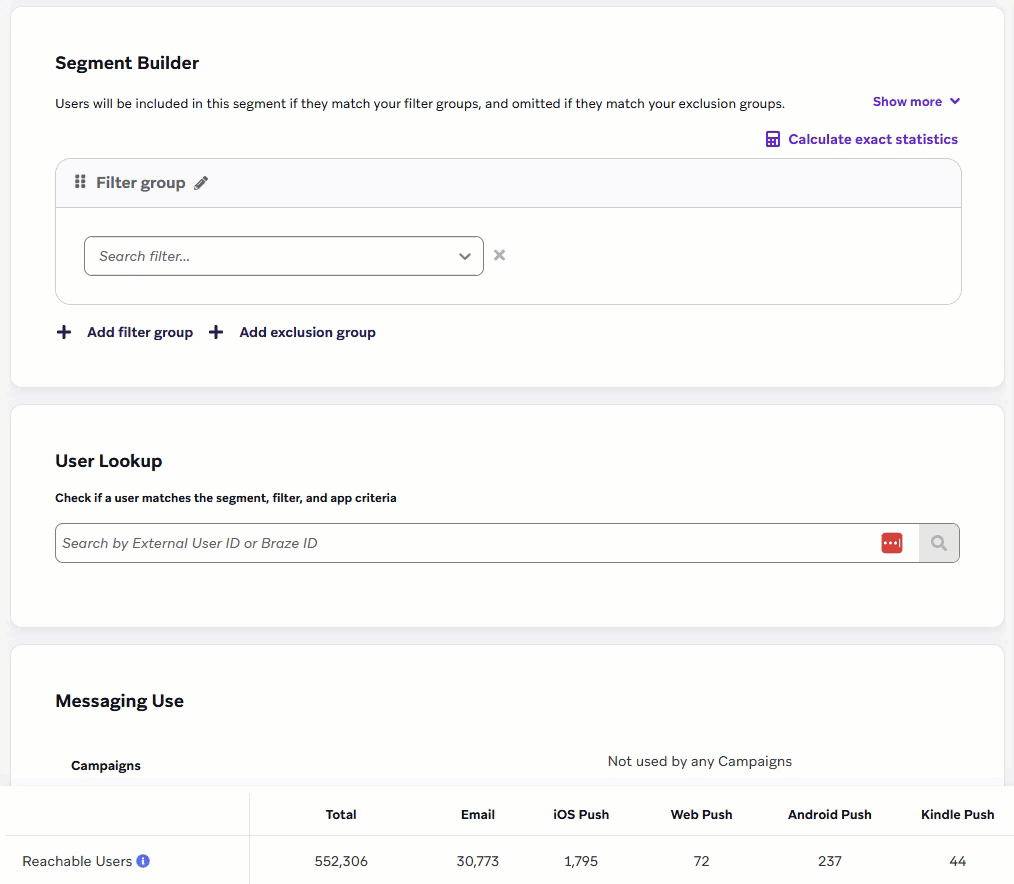 Segment Builder
Users will be included in this segment if they match your filter groups, and omitted if they match your exclusion groups.
Show more
Calculate exact statistics
Filter group
Search filter...
Add filter group
Add exclusion group
User Lookup
Check if a user matches the segment, filter, and app criteria
Search by External User ID or Braze ID
Messaging Use
Campaigns
Not used by any Campaigns
Total Email iOS Push Web Push Android Push Kindle Push
Reachable Users 552,306 30,773 1,795 72 237 44